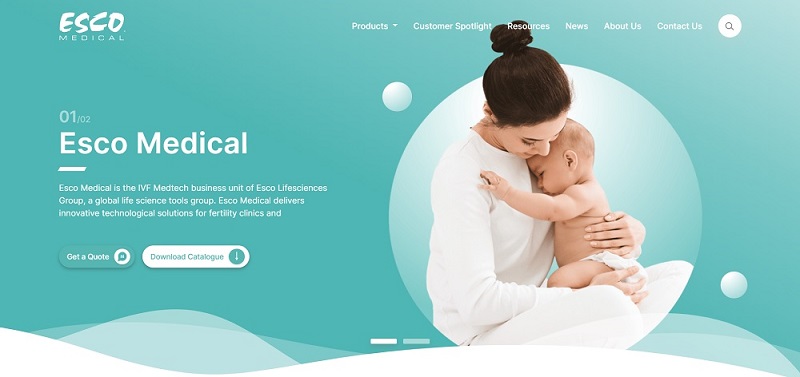 ESCO
MEDICAL
Products
Customer Spotlight
Resources
News
About Us
Contact Us
01/02
Esco Medical
Esco Medical is the IVF Medtech business unit of Esco Lifesciences
Group, a global life science tools group. Esco Medical delivers
innovative technological solutions for fertility clinics and
Get a Quote
Download Catalogue